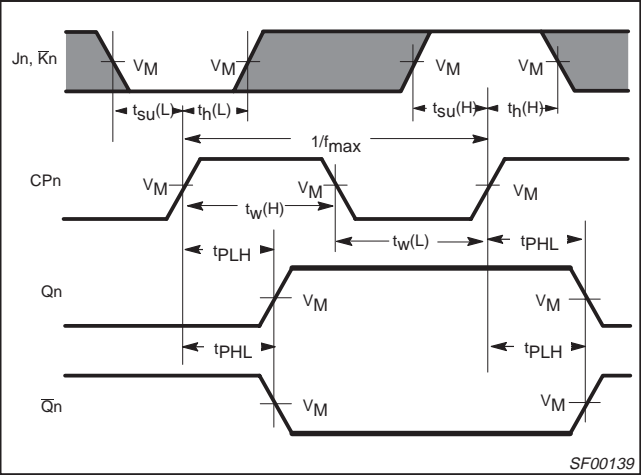 Jn, K̅n
VM VM VM VM
tsu(L) th(L) tsu(H) th(H)
1/fmax
CPn
VM VM VM
tw(H)
tw(L)
tPLH tPHL
Qn
VM VM
tPHL tPLH
Q̅n
VM VM
SF00139